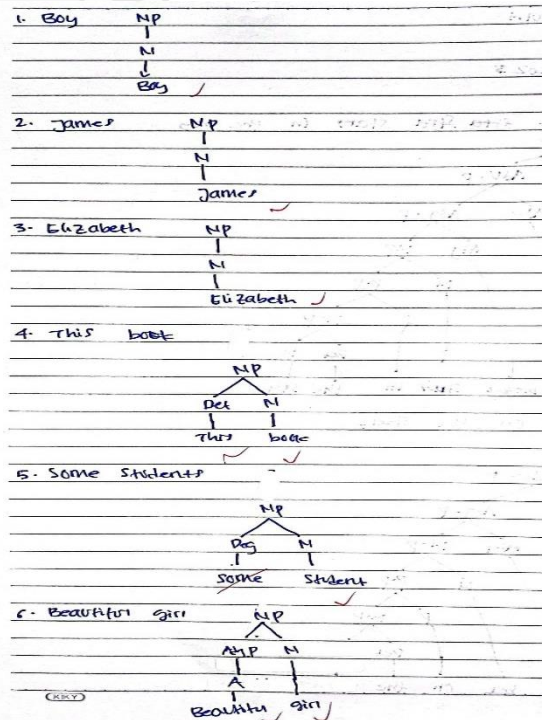 1. Boy NP
N
Boy
2. James NP
N
James
3- Elizabeth NP
N
Elizabeth
4. This book
NP
Det N
This book
5. Some Students
NP
Deg N
Some Student
6. Beautiful girl NP
AdjP N
A
Beautiful girl
KKY